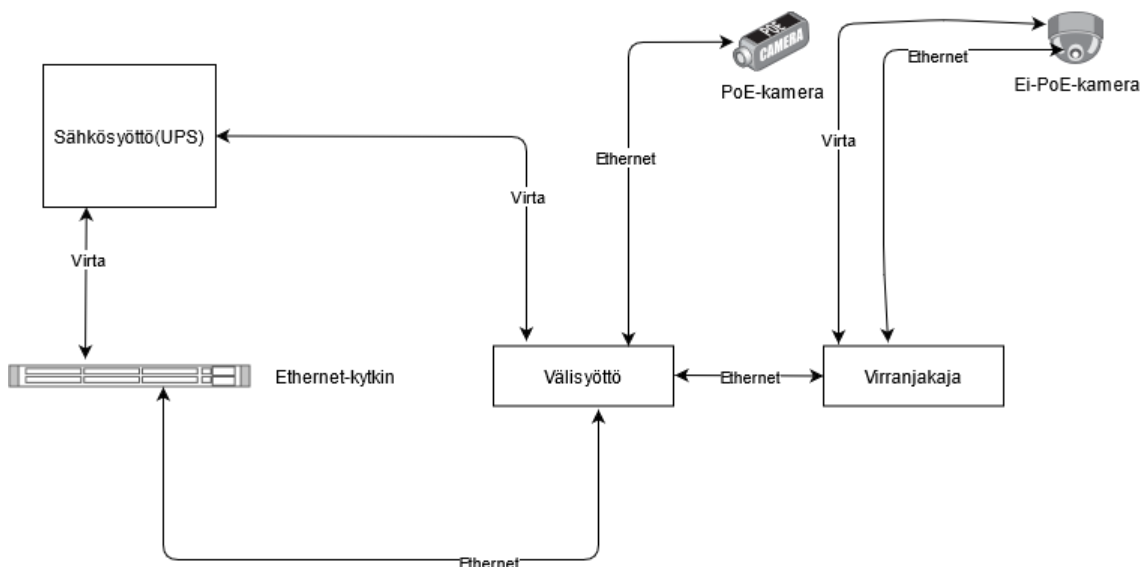 POE
CAMERA
PoE-kamera
Ethernet
Ei-PoE-kamera
Sähkösyöttö(UPS)
Virta
Ethernet
Virta
Virta
Ethernet-kytkin
Välisyöttö
Ethernet
Virranjakaja
Ethernet